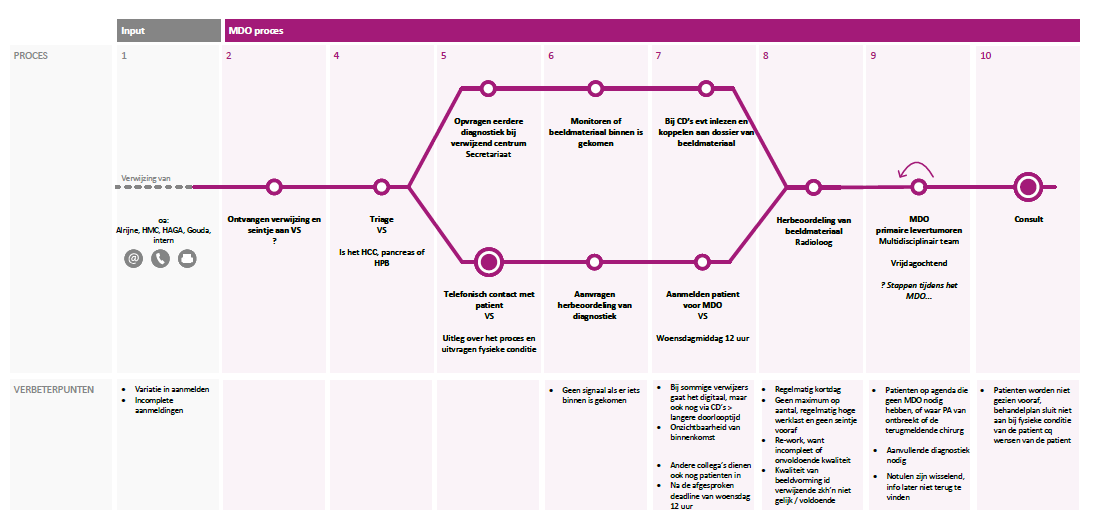 Input
MDO proces
PROCES
1
2
4
5
6
7
8
9
10
Opvragen eerdere
diagnostiek bij
verwijzend centrum
Secretariaat
Monitoren of
beeldmateriaal binnen is
gekomen
Bij CD's evt inlezen en
koppelen aan dossier van
beeldmateriaal
Verwijzing van
oa:
Alrijne, HMC, HAGA, Gouda,
intern
@
Ontvangen verwijzing en
seintje aan VS
?
Triage
VS
Is het HCC, pancreas of
HPB
Herbeoordeling van
beeldmateriaal
Radioloog
MDO
primaire levertumoren
Multidisciplinair team
Vrijdagochtend
? Stappen tijdens het
MDO...
Consult
Telefonisch contact met
patient
VS
Uitleg over het proces en
uitvragen fysieke conditie
Aanvragen
herbeoordeling van
diagnostiek
Aanmelden patient
voor MDO
VS
Woensdagmiddag 12 uur
VERBETERPUNTEN
• Variatie in aanmelden
• Incomplete
aanmeldingen
• Geen signaal als er iets
binnen is gekomen
• Bij sommige verwijzers
gaat het digitaal, maar
ook nog via CD's >
langere doorlooptijd
• Onzichtbaarheid van
binnenkomst
• Andere collega's dienen
ook nog patienten in
• Na de afgesproken
deadline van woensdag
12 uur
• Regelmatig kortdag
• Geen maximum op
aantal, regelmatig hoge
werklast en geen seintje
vooraf
• Re-work, want
incompleet of
onvoldoende kwaliteit
• Kwaliteit van
beeldvorming id
verwijzende zkh'n niet
gelijk / voldoende
• Patienten op agenda die
geen MDO nodig
hebben, of waar PA van
ontbreekt of de
terugmeldende chirurg
• Aanvullende diagnostiek
nodig
• Notulen zijn wisselend,
info later niet terug te
vinden
• Patienten worden niet
gezien vooraf,
behandelplan sluit niet
aan bij fysieke conditie
van de patient cq
wensen van de patient